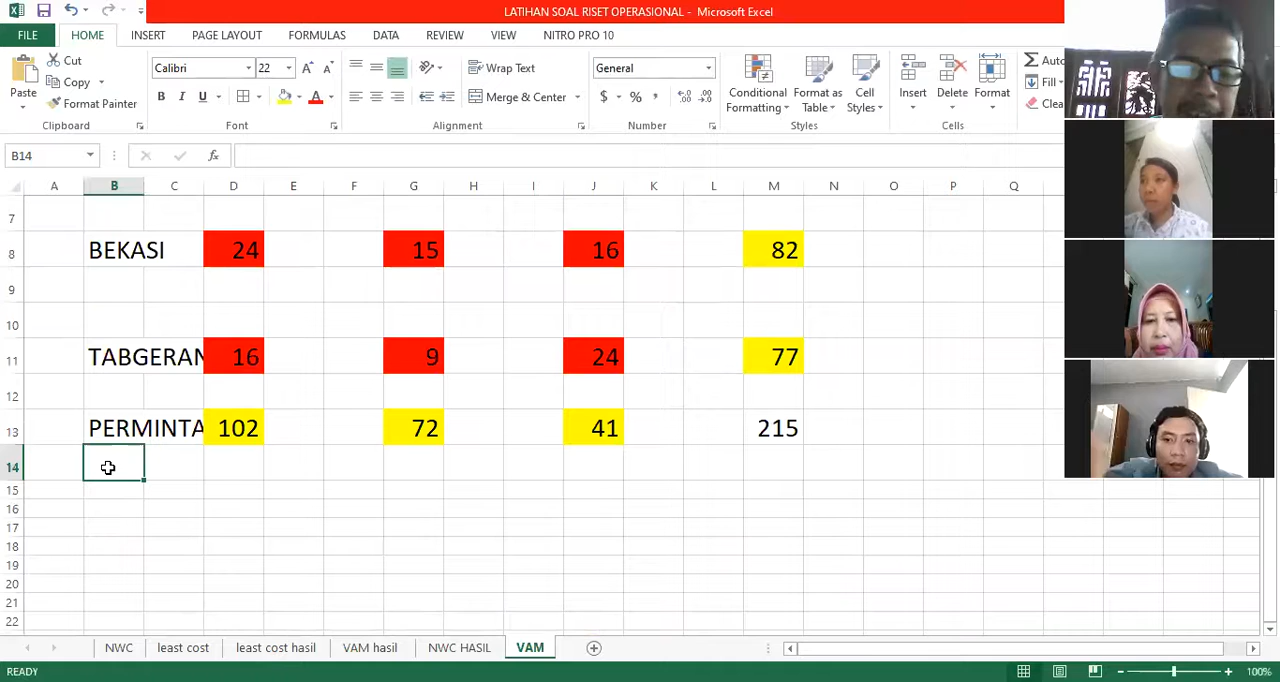 LATIHAN SOAL RISET OPERASIONAL - Microsoft Excel
FILE HOME INSERT PAGE LAYOUT FORMULAS DATA REVIEW VIEW NITRO PRO 10
Cut
Copy
Format Painter
Paste
Clipboard
Calibri 22
B I U
Font
Wrap Text
Merge & Center
Alignment
General
$ % ,
Number
Conditional Formatting
Format as Table
Cell Styles
Styles
Insert Delete Format
Cells
Auto
Fill
Clea
B14 fx
A B C D E F G H I J K L M N O P Q
7
8 BEKASI 24 15 16 82
9
10
11 TABGERAN 16 9 24 77
12
13 PERMINTA 102 72 41 215
14
15
16
17
18
19
20
21
22
NWC least cost least cost hasil VAM hasil NWC HASIL VAM
READY 100%